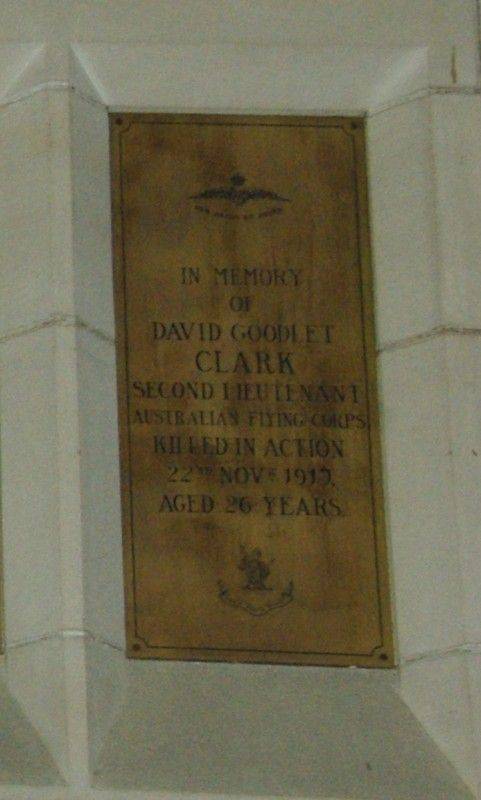 IN MEMORY
OF
DAVID GOODLET
CLARK
SECOND LIEUTENANT
AUSTRALIAN FLYING CORPS
KILLED IN ACTION
22ND NOVR 1917,
AGED 26 YEARS.